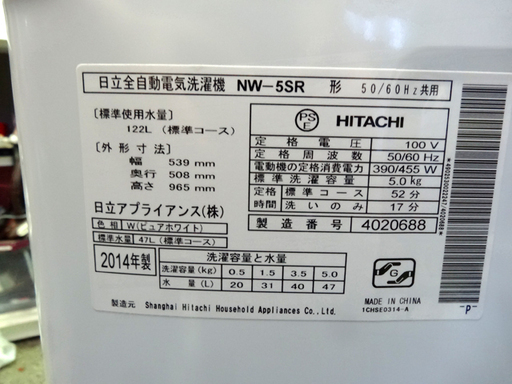 日立全自動電気洗濯機 NW-5SR 形 50/60Hz共用
〔標準使用水量〕
122L (標準コース)
〔外形寸法〕
幅 539 mm
奥行 508 mm
高さ 965 mm
日立アプライアンス(株)
色相 W(ピュアホワイト)
標準水量 47L(標準コース)
PS
E
HITACHI
定格電圧 100 V
定格周波数 50/60 Hz
電動機の定格消費電力 390/455 W
標準洗濯容量 5.0kg
定格 標準コース 52分
時間 洗いのみ 17分
製造番号 4020688
2014年製
洗濯容量と水量
洗濯容量(kg) 0.5 1.5 3.5 5.0
水量(L) 20 31 40 47
G
MADE IN CHINA
1CHSE0314-A
-P-
製造元 Shanghai Hitachi Household Appliances Co.,Ltd.